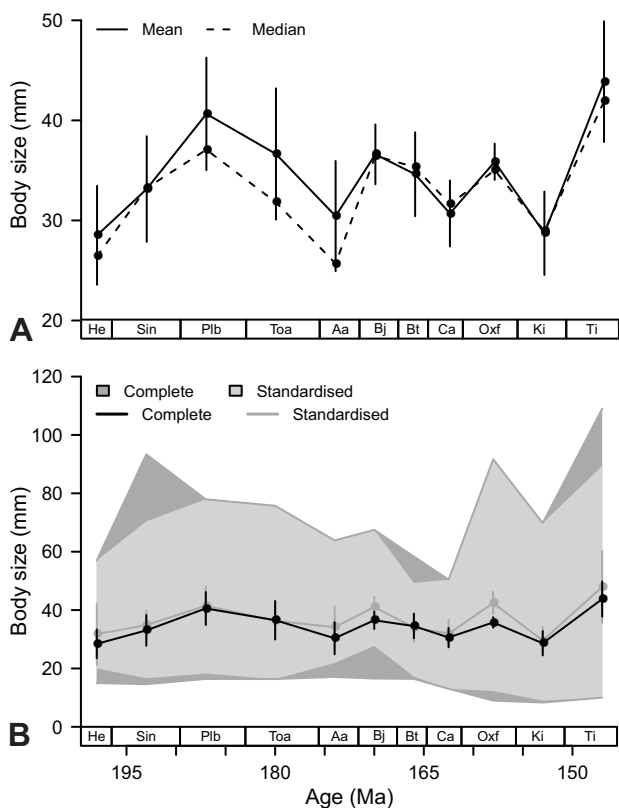 50
Mean Median
40
30
20
Body size (mm)
A
He Sin Plb Toa Aa Bj Bt Ca Oxf Ki Ti
120
Complete Standardised
Complete Standardised
100
80
60
40
20
0
Body size (mm)
B
He Sin Plb Toa Aa Bj Bt Ca Oxf Ki Ti
195 180 165 150
Age (Ma)